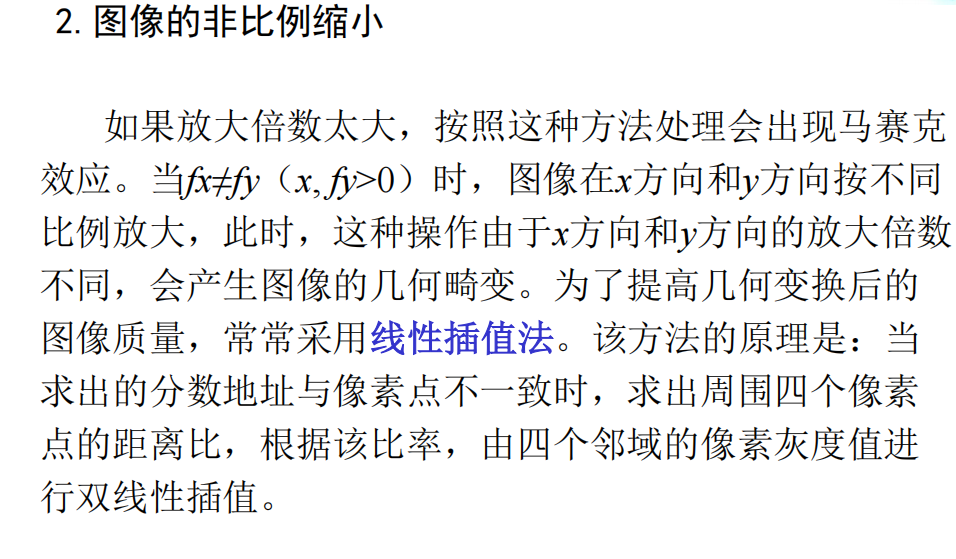 2. 图像的非比例缩小
如果放大倍数太大，按照这种方法处理会出现马赛克
效应。当fx≠fy（x, fy>0）时，图像在x方向和y方向按不同
比例放大，此时，这种操作由于x方向和y方向的放大倍数
不同，会产生图像的几何畸变。为了提高几何变换后的
图像质量，常常采用线性插值法。该方法的原理是：当
求出的分数地址与像素点不一致时，求出周围四个像素
点的距离比，根据该比率，由四个邻域的像素灰度值进
行双线性插值。